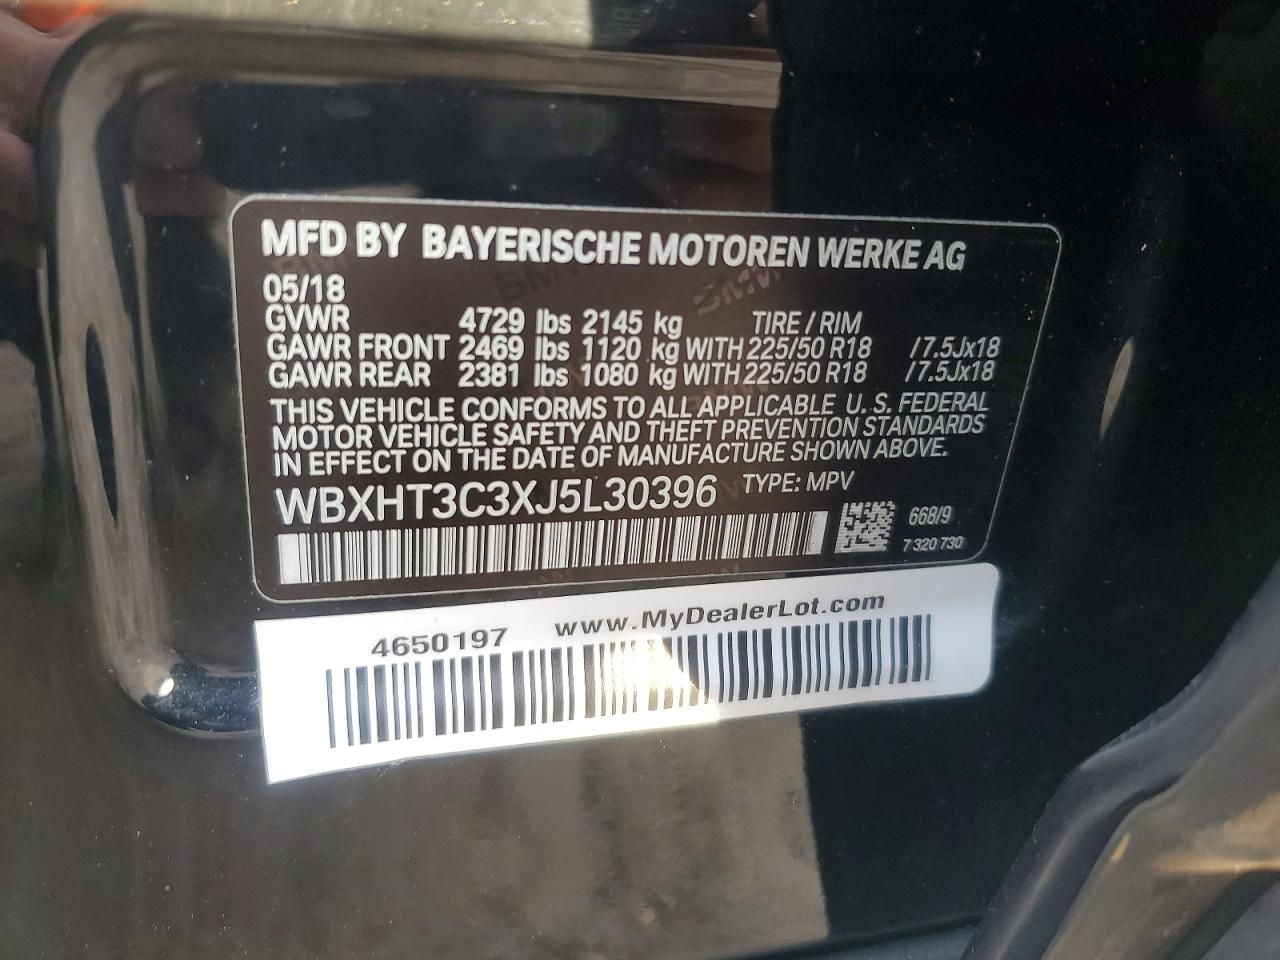 MFD BY BAYERISCHE MOTOREN WERKE AG
05/18
GVWR 4729 lbs 2145 kg TIRE / RIM
GAWR FRONT 2469 lbs 1120 kg WITH 225/50 R18 /7.5Jx18
GAWR REAR 2381 lbs 1080 kg WITH 225/50 R18 /7.5Jx18
THIS VEHICLE CONFORMS TO ALL APPLICABLE U. S. FEDERAL
MOTOR VEHICLE SAFETY AND THEFT PREVENTION STANDARDS
IN EFFECT ON THE DATE OF MANUFACTURE SHOWN ABOVE.
WBXHT3C3XJ5L30396 TYPE: MPV
668/9
7 320 730
4650197 www.MyDealerLot.com